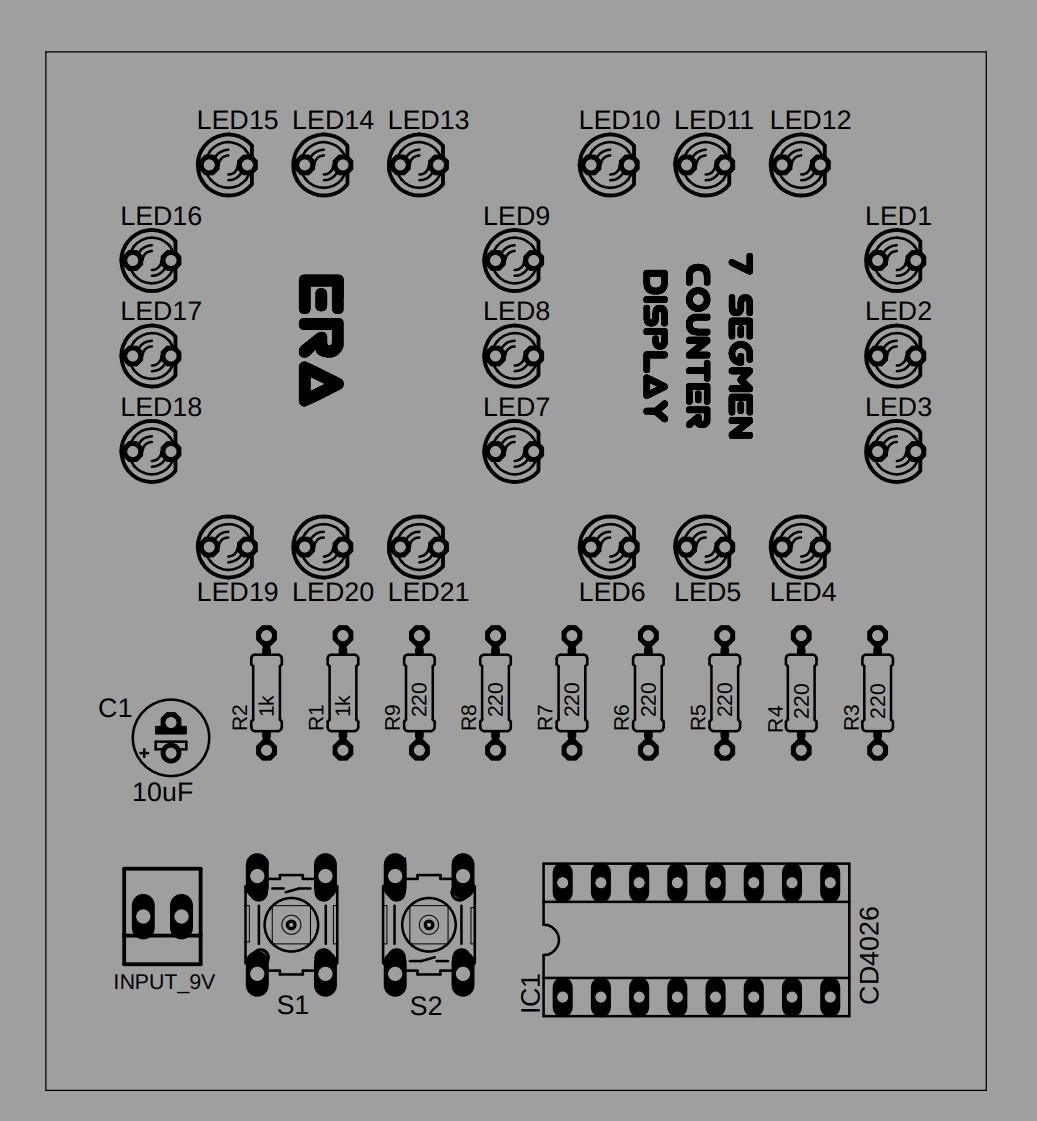 LED15 LED14 LED13 LED10 LED11 LED12
LED16 LED9 LED1
LED17 LED8 LED2
LED18 LED7 LED3
ERA
7 SEGMEN
COUNTER
DISPLAY
LED19 LED20 LED21 LED6 LED5 LED4
R2 1k R1 1k R9 220 R8 220 R7 220 R6 220 R5 220 R4 220 R3 220
C1
+
10uF
INPUT_9V
S1
S2
IC1
CD4026